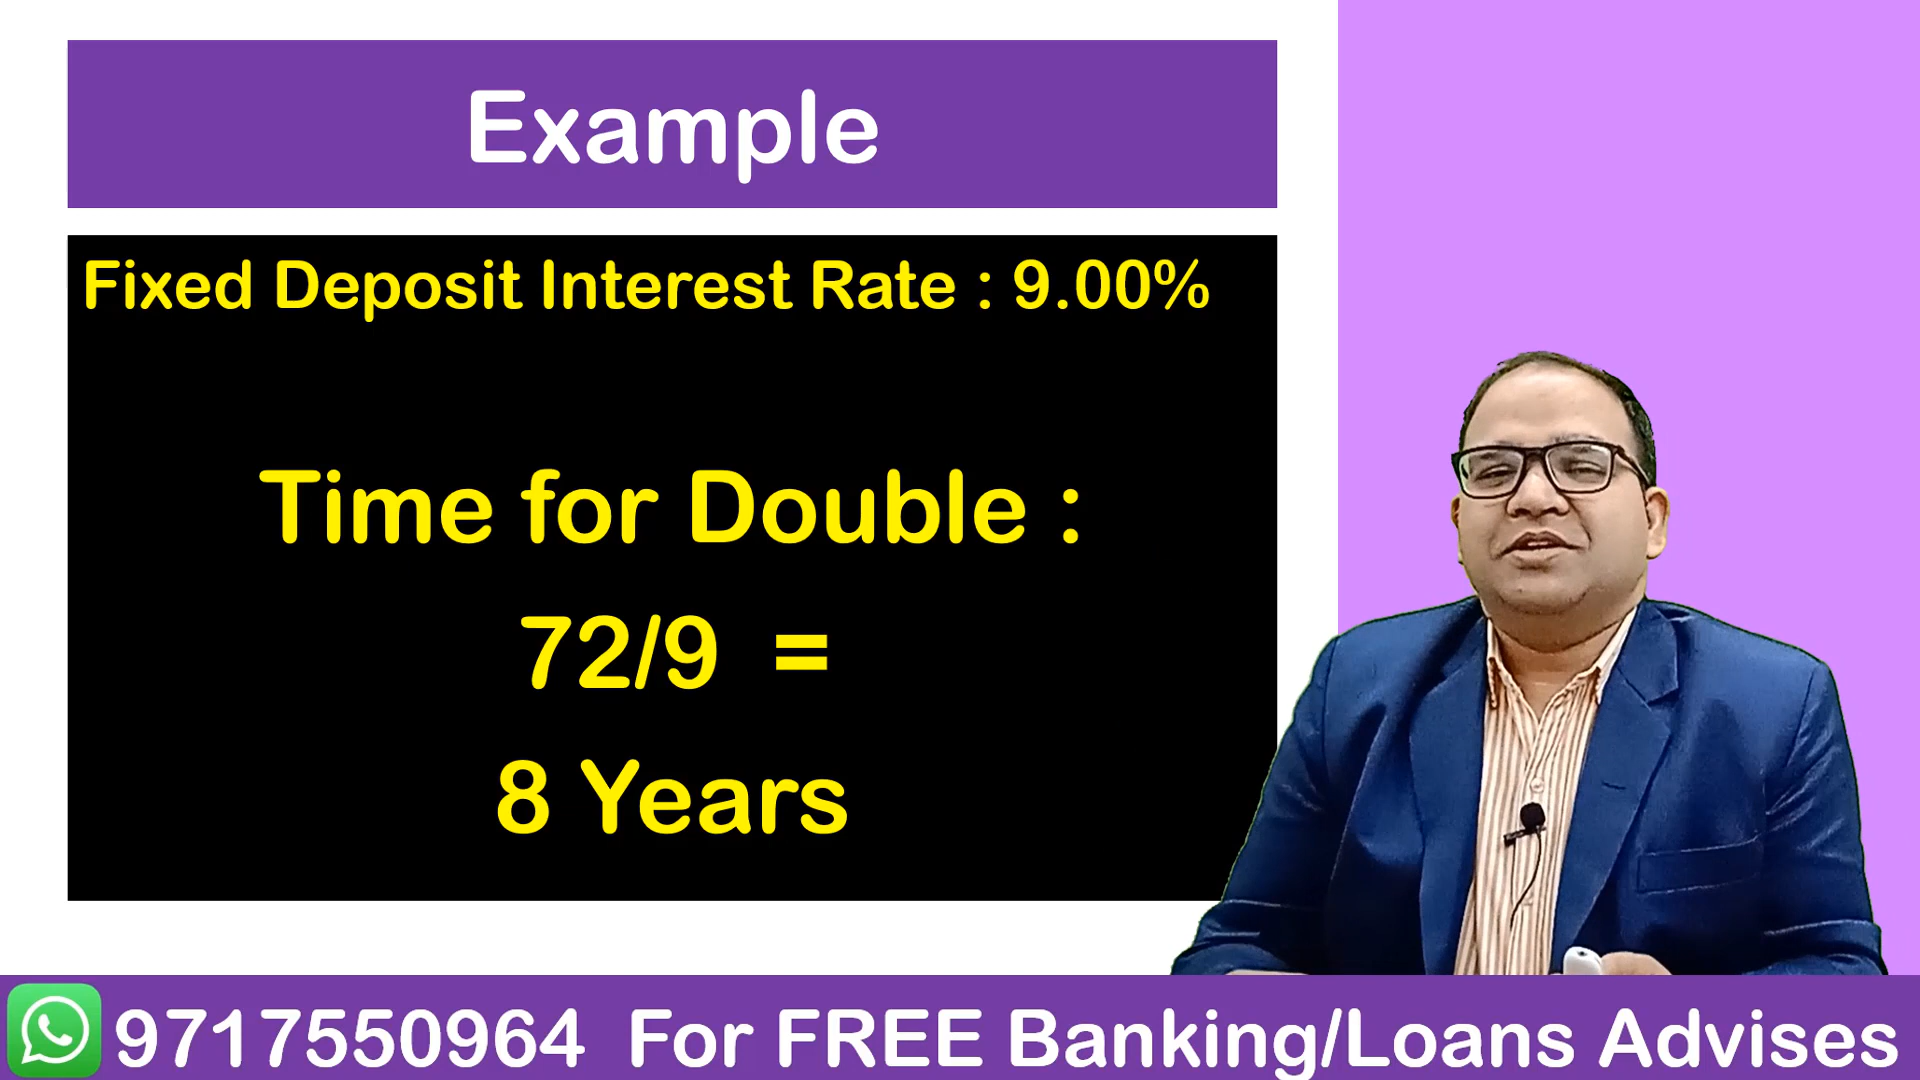 Example
Fixed Deposit Interest Rate : 9.00%
Time for Double :
72/9 =
8 Years
9717550964 For FREE Banking/Loans Advises